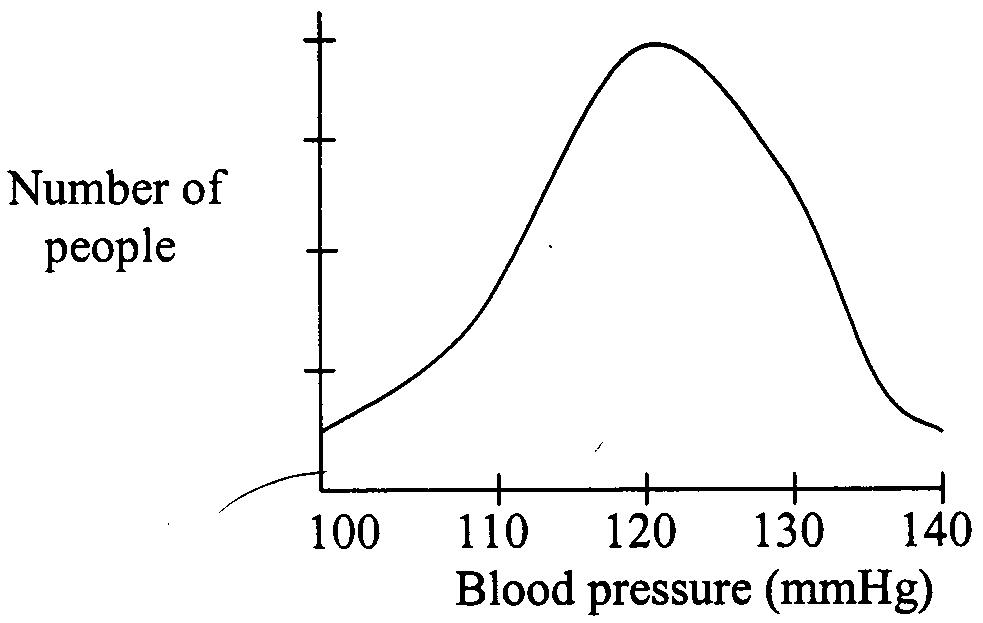 Number of
people
100 110 120 130 140
Blood pressure (mmHg)